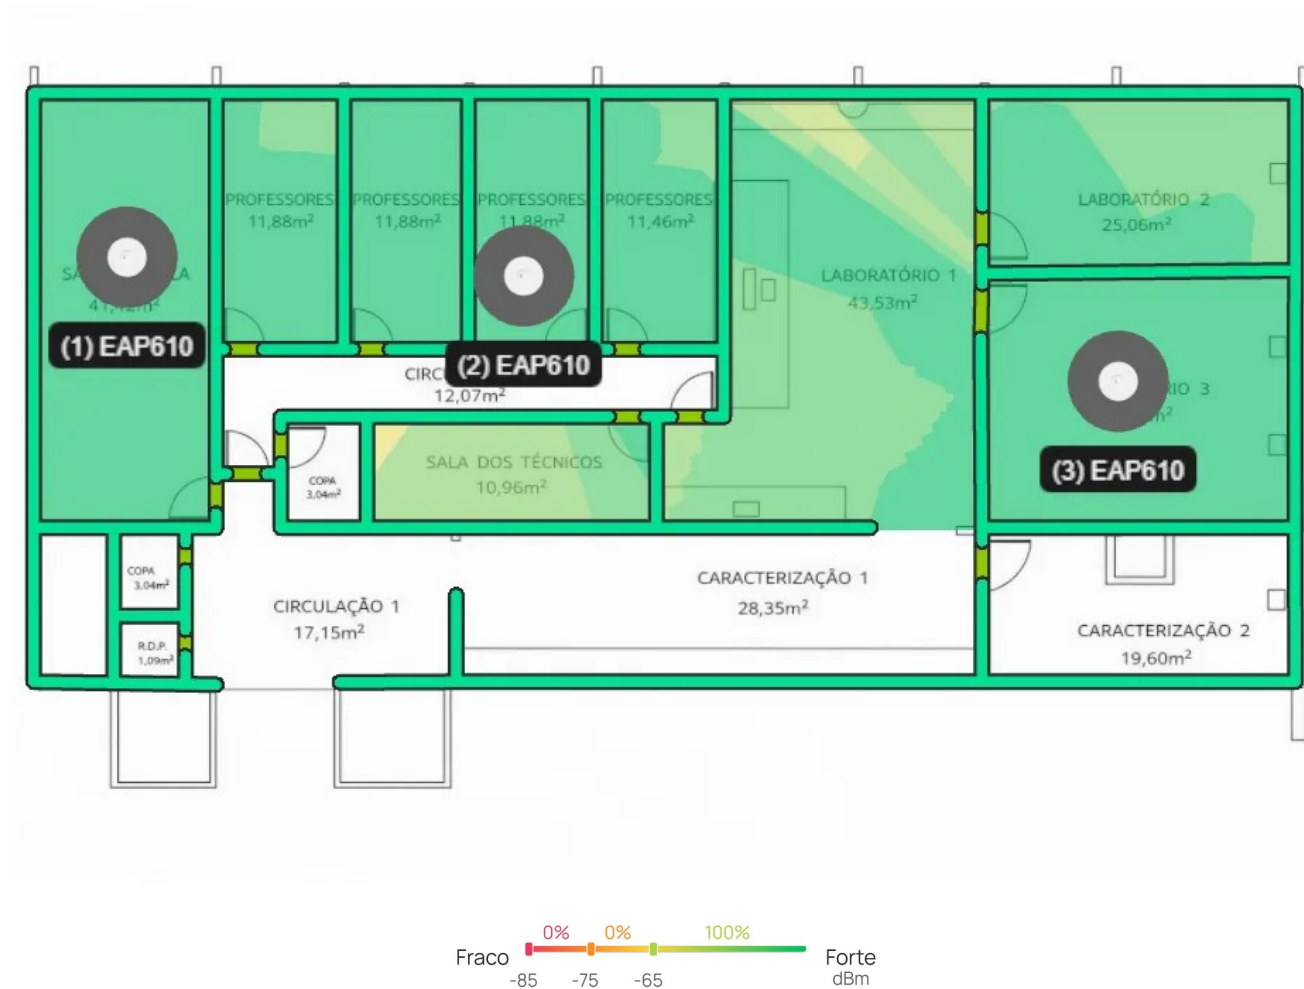 PROFESSORES
11,88m²
PROFESSORES
11,88m²
PROFESSORES
11,88m²
PROFESSORES
11,46m²
LABORATÓRIO 2
25,06m²
LABORATÓRIO 1
43,53m²
(1) EAP610
(2) EAP610
12,07m²
(3) EAP610
SALA DOS TÉCNICOS
10,96m²
COPA
3,04m²
COPA
3,04m²
R.D.P.
1,09m²
CIRCULAÇÃO 1
17,15m²
CARACTERIZAÇÃO 1
28,35m²
CARACTERIZAÇÃO 2
19,60m²
0% 0% 100%
Fraco Forte
-85 -75 -65 dBm